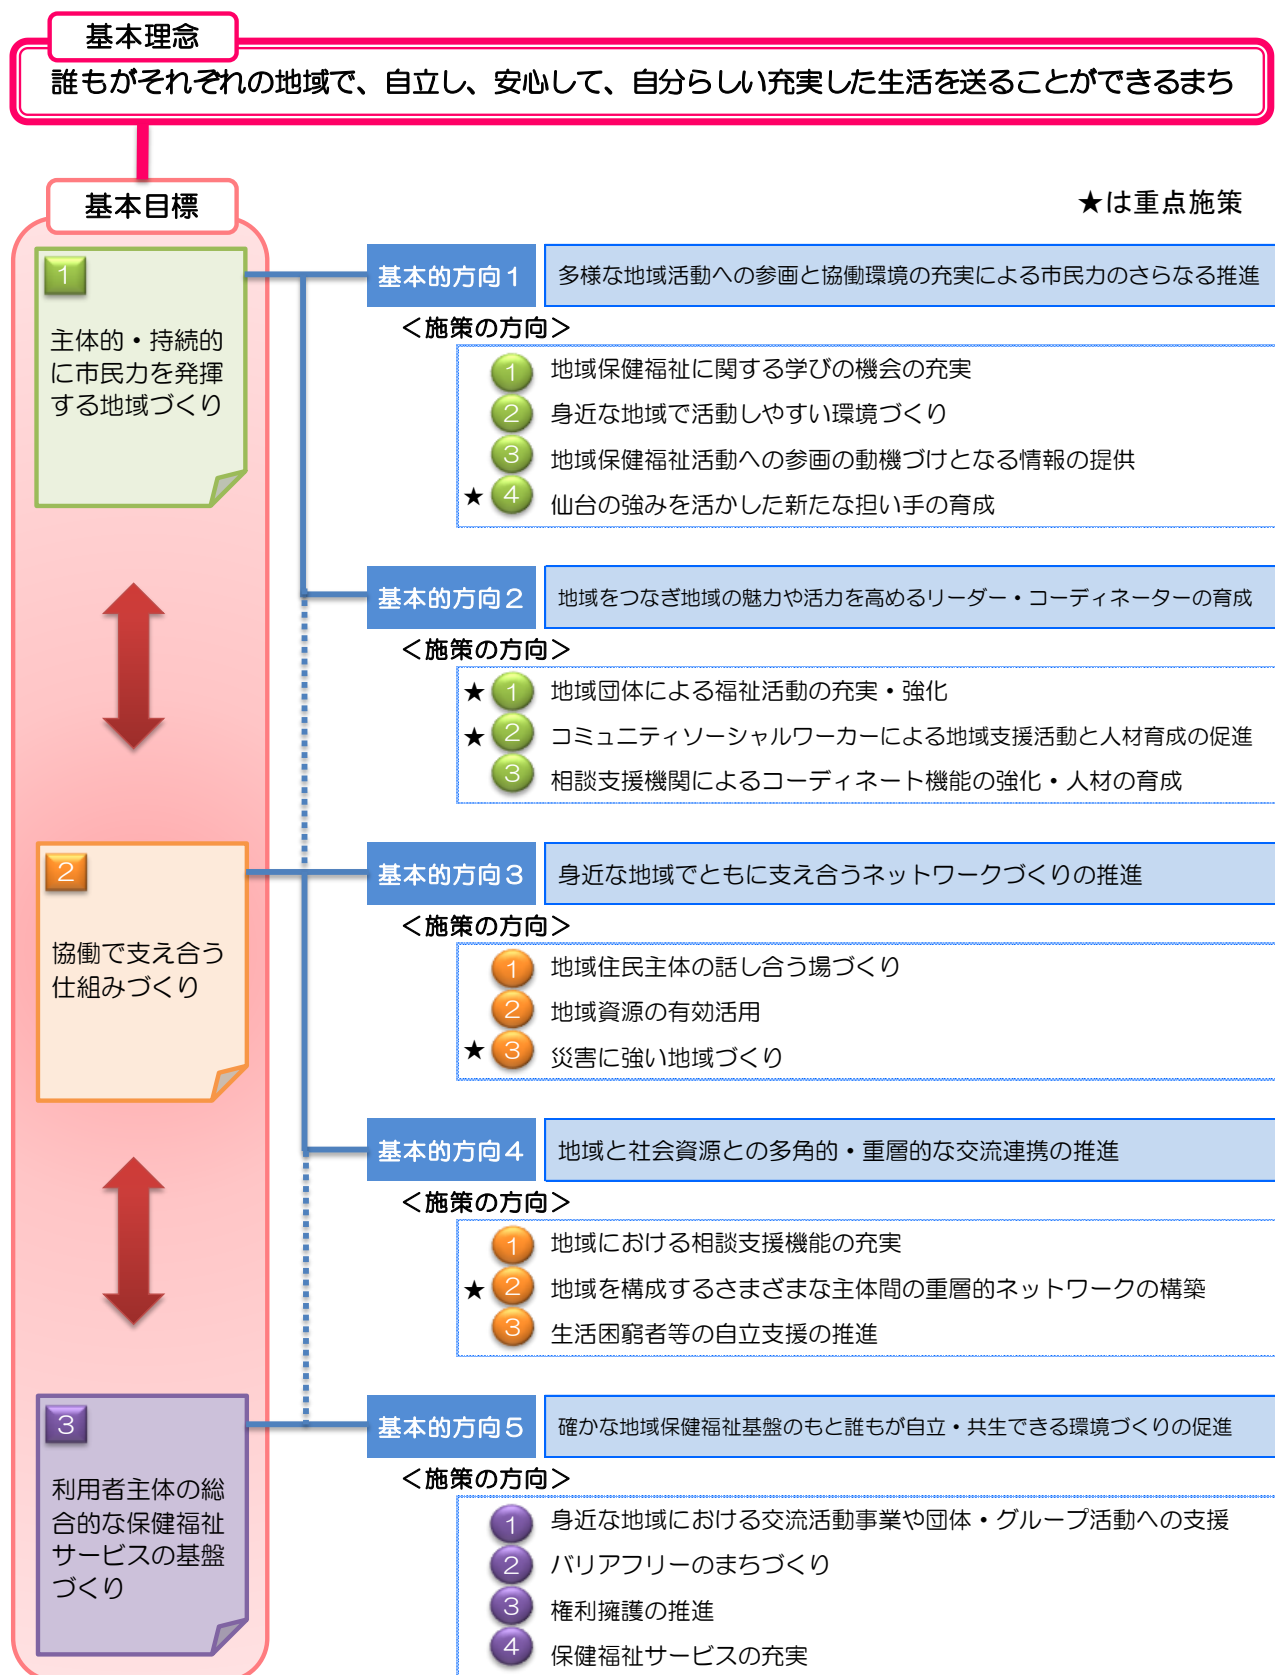 基本理念
誰もがそれぞれの地域で、自立し、安心して、自分らしい充実した生活を送ることができるまち
基本目標
★は重点施策
1
主体的・持続的
に市民力を発揮
する地域づくり
基本的方向1
多様な地域活動への参画と協働環境の充実による市民力のさらなる推進
＜施策の方向＞
1 地域保健福祉に関する学びの機会の充実
2 身近な地域で活動しやすい環境づくり
3 地域保健福祉活動への参画の動機づけとなる情報の提供
★ 4 仙台の強みを活かした新たな担い手の育成
基本的方向2
地域をつなぎ地域の魅力や活力を高めるリーダー・コーディネーターの育成
＜施策の方向＞
★ 1 地域団体による福祉活動の充実・強化
★ 2 コミュニティソーシャルワーカーによる地域支援活動と人材育成の促進
3 相談支援機関によるコーディネート機能の強化・人材の育成
2
協働で支え合う
仕組みづくり
基本的方向3
身近な地域でともに支え合うネットワークづくりの推進
＜施策の方向＞
1 地域住民主体の話し合う場づくり
2 地域資源の有効活用
★ 3 災害に強い地域づくり
基本的方向4
地域と社会資源との多角的・重層的な交流連携の推進
＜施策の方向＞
1 地域における相談支援機能の充実
★ 2 地域を構成するさまざまな主体間の重層的ネットワークの構築
3 生活困窮者等の自立支援の推進
3
利用者主体の総
合的な保健福祉
サービスの基盤
づくり
基本的方向5
確かな地域保健福祉基盤のもと誰もが自立・共生できる環境づくりの促進
＜施策の方向＞
1 身近な地域における交流活動事業や団体・グループ活動への支援
2 バリアフリーのまちづくり
3 権利擁護の推進
4 保健福祉サービスの充実